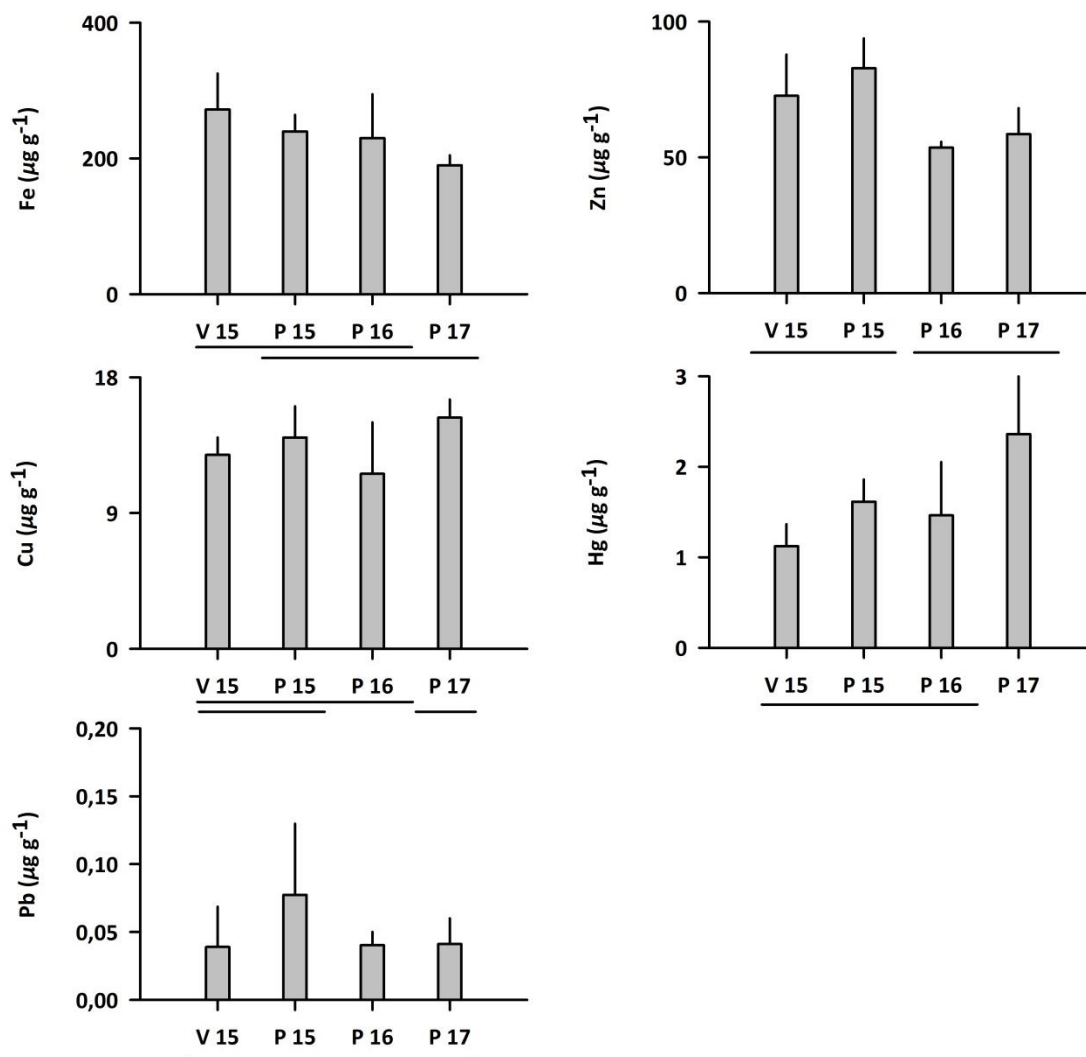 400
200
0
Fe (µg g-1)
V 15 P 15 P 16 P 17
100
50
0
Zn (µg g-1)
V 15 P 15 P 16 P 17
18
9
0
Cu (µg g-1)
V 15 P 15 P 16 P 17
3
2
1
0
Hg (µg g-1)
V 15 P 15 P 16 P 17
0,20
0,15
0,10
0,05
0,00
Pb (µg g-1)
V 15 P 15 P 16 P 17